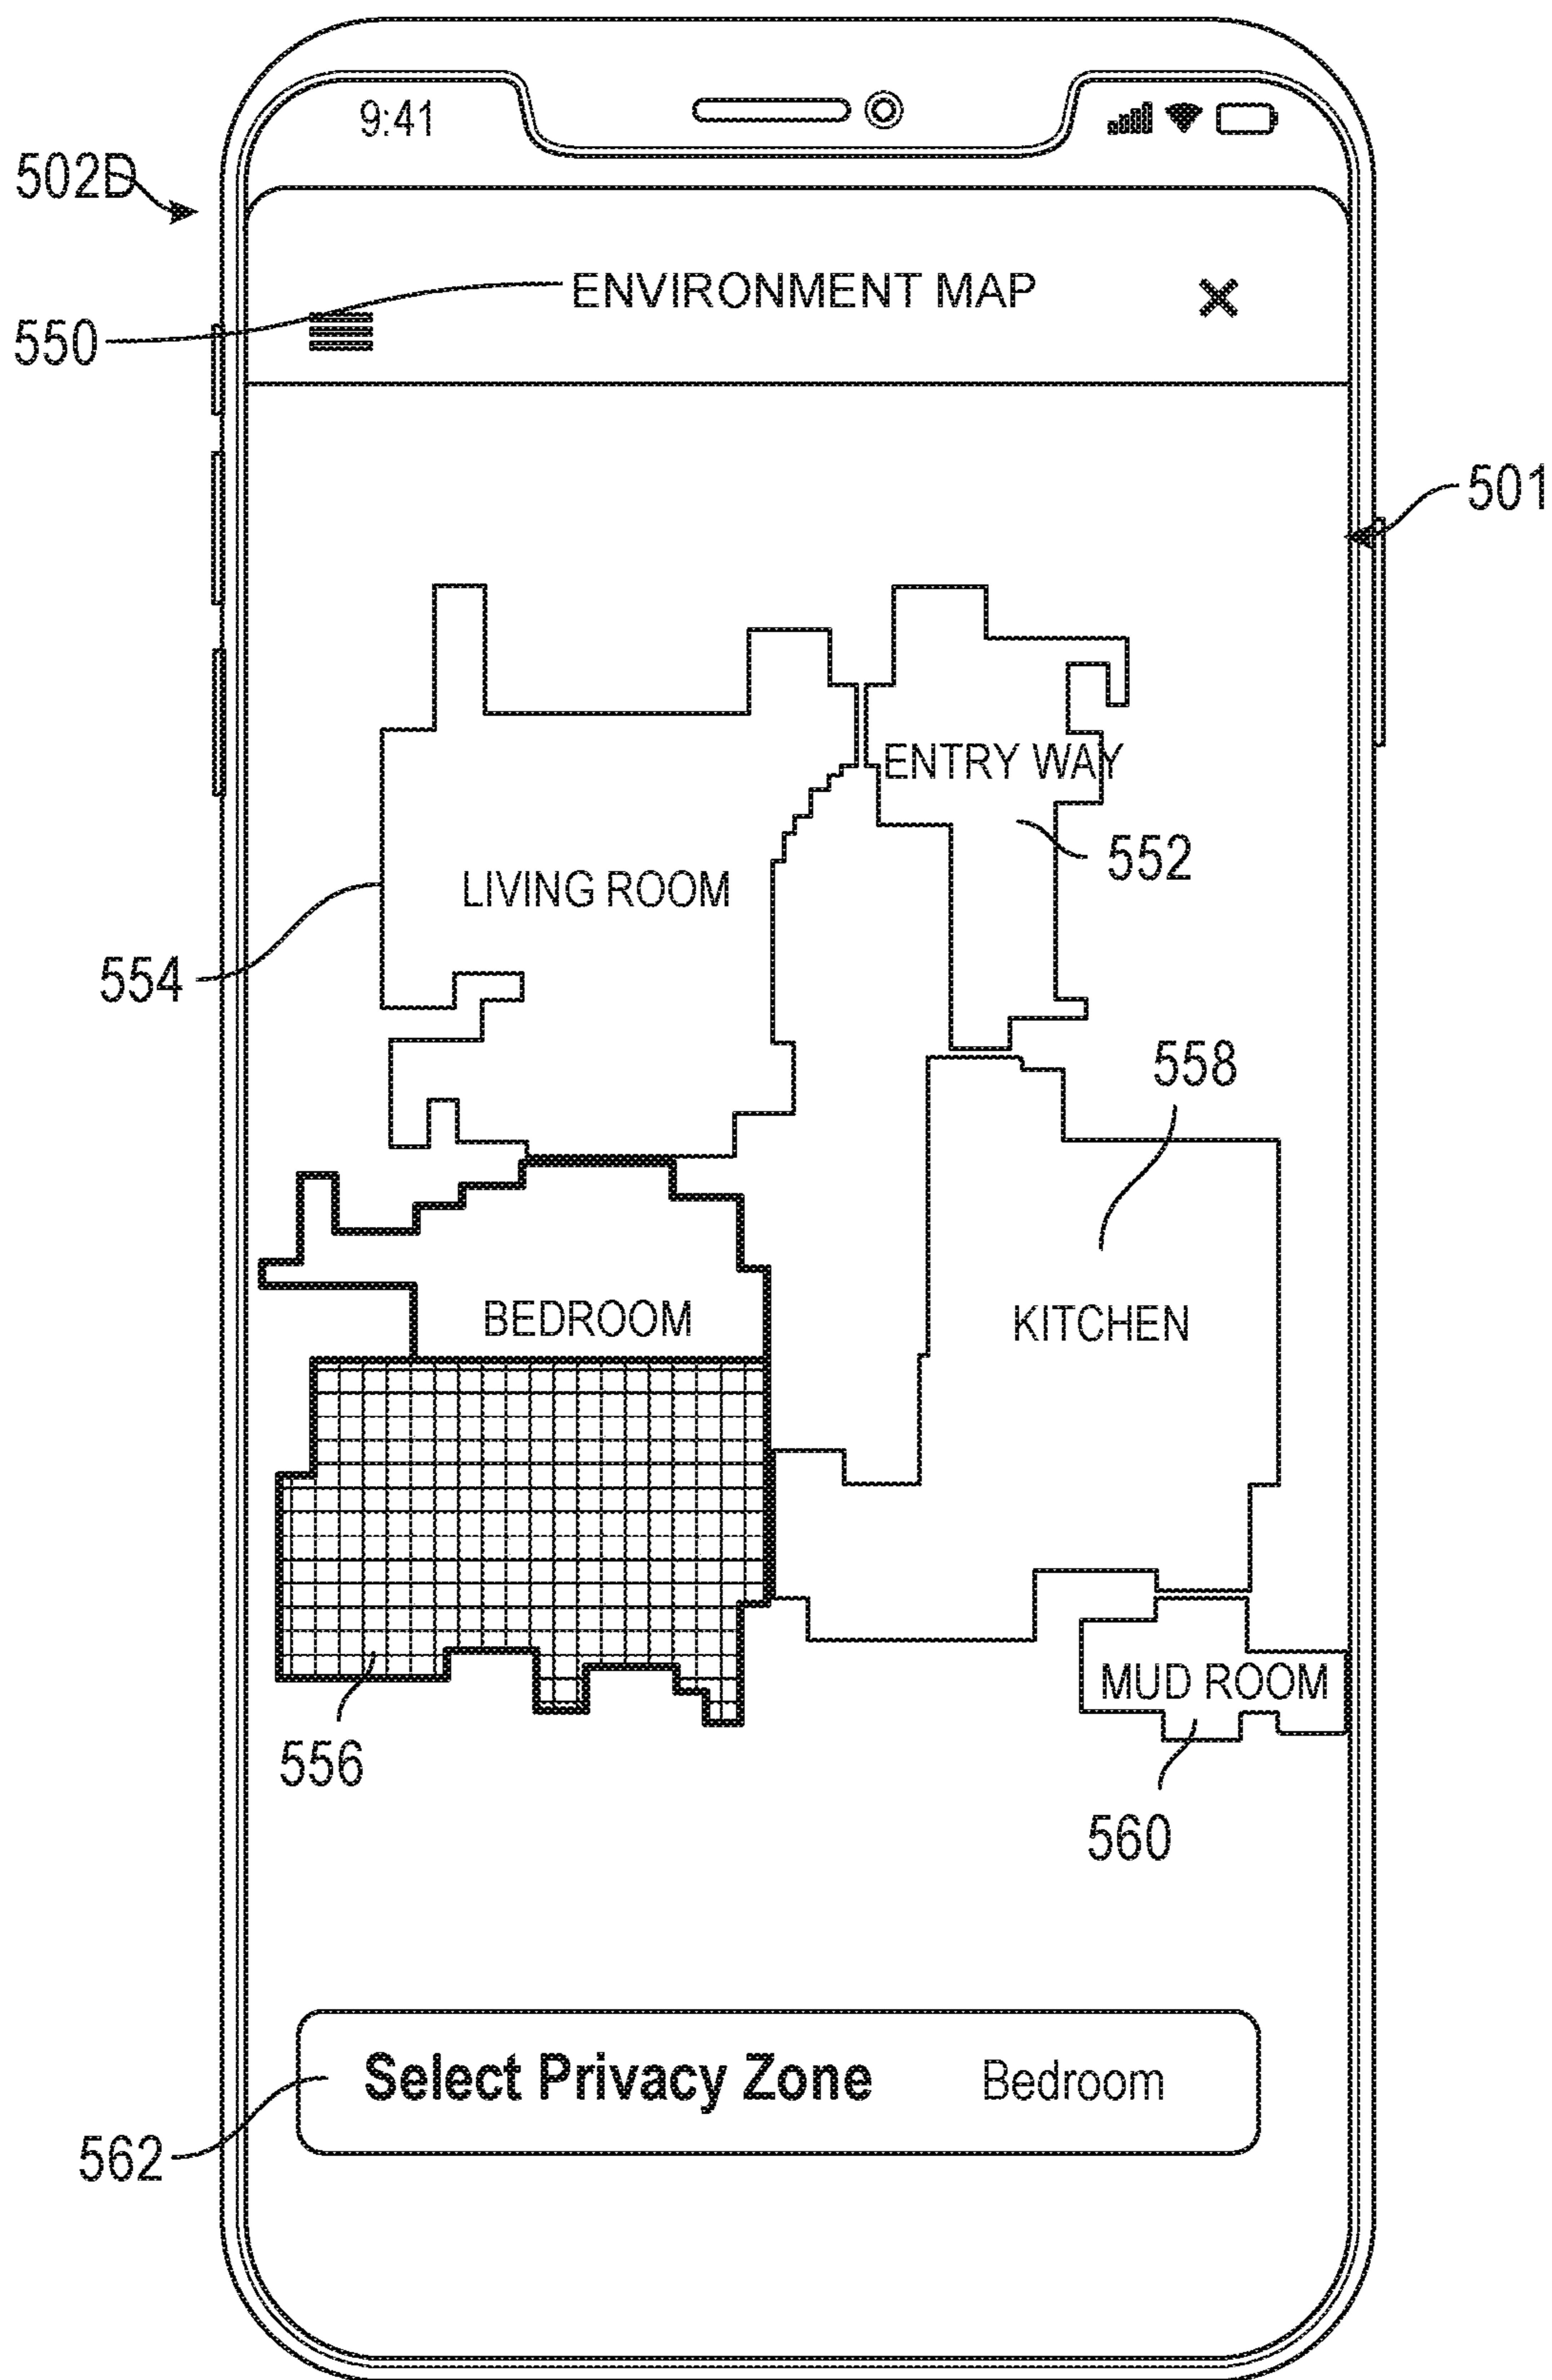 9:41
502D
ENVIRONMENT MAP
550
501
ENTRY WAY
552
LIVING ROOM
554
558
BEDROOM
KITCHEN
MUD ROOM
556
560
Select Privacy Zone Bedroom
562